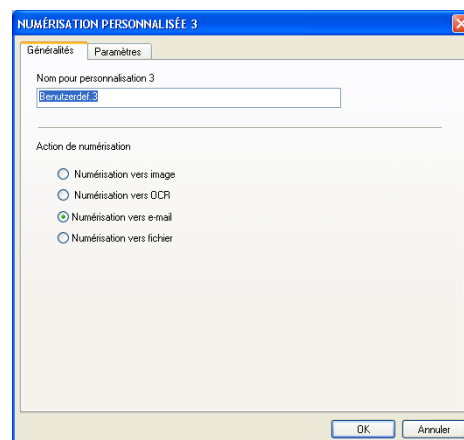 NUMÉRISATION PERSONNALISÉE 3
Généralités Paramètres
Nom pour personnalisation 3
Benutzerdef.3
Action de numérisation
Numérisation vers image
Numérisation vers OCR
Numérisation vers e-mail
Numérisation vers fichier
OK Annuler